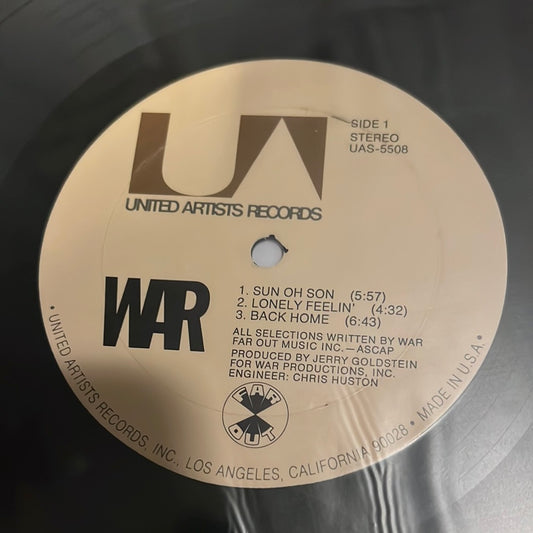 UA
UNITED ARTISTS RECORDS
SIDE 1
STEREO
UAS-5508
WAR
1. SUN OH SON (5:57)
2. LONELY FEELIN' (4:32)
3. BACK HOME (6:43)
ALL SELECTIONS WRITTEN BY WAR
FAR OUT MUSIC INC.—ASCAP
PRODUCED BY JERRY GOLDSTEIN
FOR WAR PRODUCTIONS, INC.
ENGINEER: CHRIS HUSTON
FAR
OUT
• UNITED ARTISTS RECORDS, INC., LOS ANGELES, CALIFORNIA 90028 • MADE IN U.S.A. •